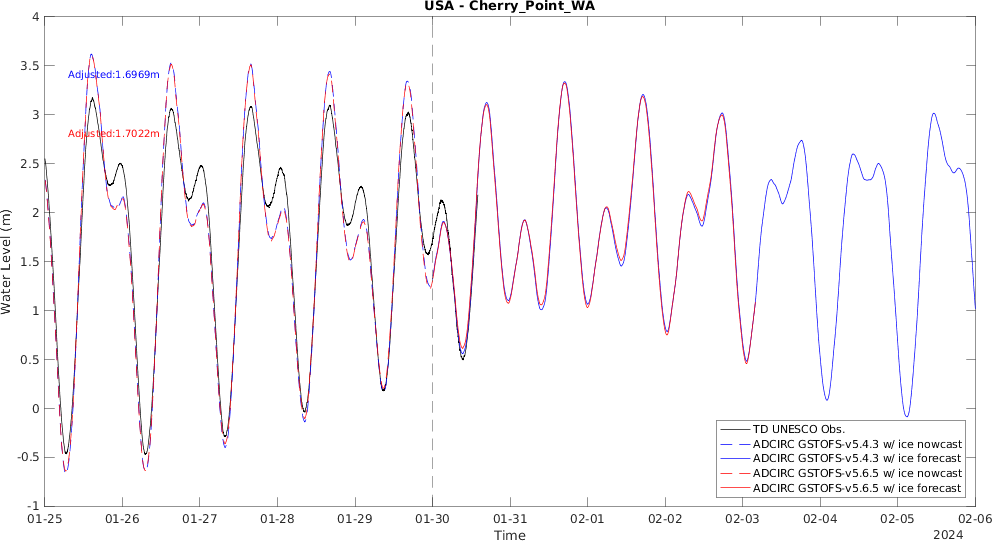 USA - Cherry_Point_WA
Water Level (m)
4
3.5
3
2.5
2
1.5
1
0.5
0
-0.5
-1
Adjusted:1.6969m
Adjusted:1.7022m
TD UNESCO Obs.
ADCIRC GSTOFS-v5.4.3 w/ ice nowcast
ADCIRC GSTOFS-v5.4.3 w/ ice forecast
ADCIRC GSTOFS-v5.6.5 w/ ice nowcast
ADCIRC GSTOFS-v5.6.5 w/ ice forecast
01-25 01-26 01-27 01-28 01-29 01-30 01-31 02-01 02-02 02-03 02-04 02-05 02-06
Time
2024